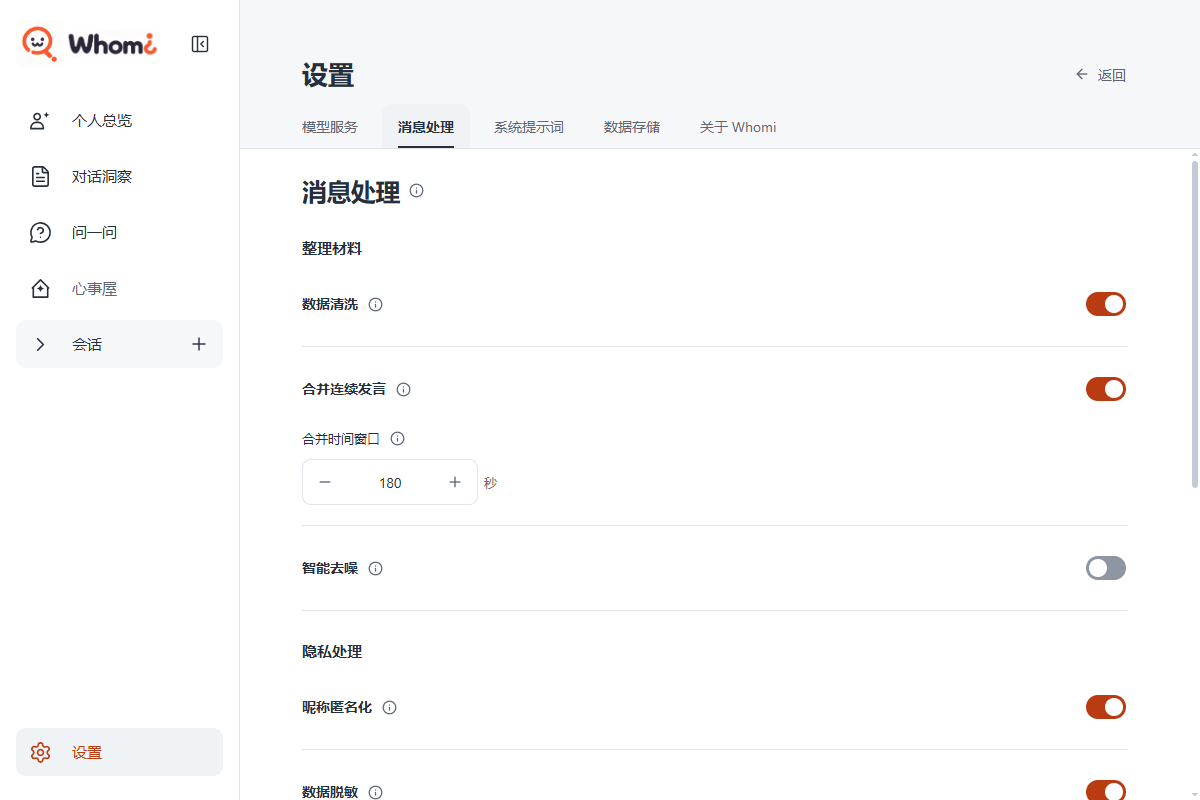 Whomi
个人总览
对话洞察
问一问
心事屋
会话
设置
设置
返回
模型服务 消息处理 系统提示词 数据存储 关于 Whomi
消息处理
整理材料
数据清洗
合并连续发言
合并时间窗口
180 秒
智能去噪
隐私处理
昵称匿名化
数据脱敏